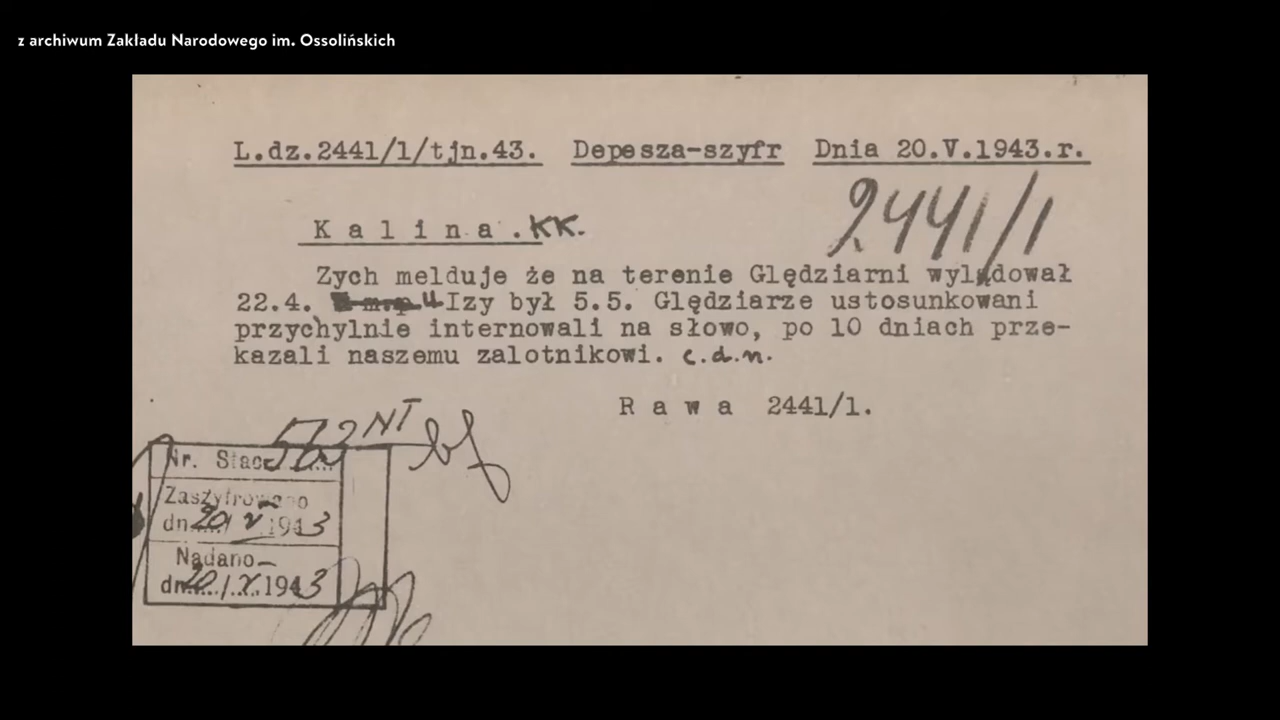 z archiwum Zakładu Narodowego im. Ossolińskich
L.dz.2441/1/tjn.43. Depesza-szyfr Dnia 20.V.1943.r.
2441/1
K a l i n a .KK.
Zych melduje że na terenie Ględziarni wylądował
22.4. u Izy był 5.5. Ględziarze ustosunkowani
przychylnie internowali na słowo, po 10 dniach prze-
kazali naszemu zalotnikowi. c.d.n.
R a w a 2441/1.
Nr. Stac
Zaszyfrowano
dn. 20 V 1943
Nadano
dn. 20/V.1943